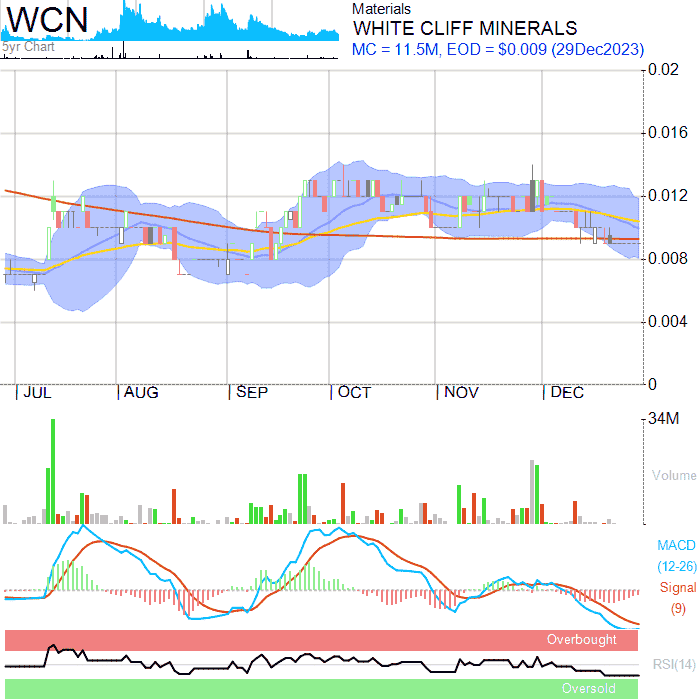 WCN
5yr Chart
Materials
WHITE CLIFF MINERALS
MC = 11.5M, EOD = $0.009 (29Dec2023)
0.02
0.016
0.012
0.008
0.004
0
JUL AUG SEP OCT NOV DEC
34M
Volume
MACD
(12-26)
Signal
(9)
Overbought
RSI(14)
Oversold